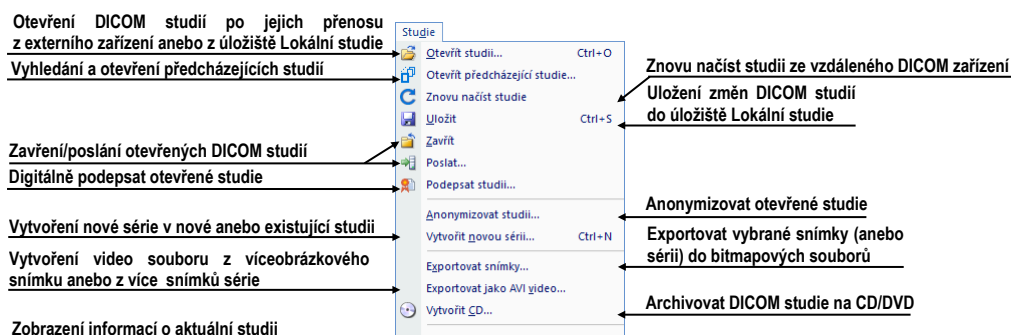 Otevření DICOM studií po jejich přenosu
z externího zařízení anebo z úložiště Lokální studie
Vyhledání a otevření předcházejících studií
Zavření/poslání otevřených DICOM studií
Digitálně podepsat otevřené studie
Vytvoření nové série v nové anebo existující studii
Vytvoření video souboru z víceobrázkového
snímku anebo z více snímků série
Zobrazení informací o aktuální studii
Studie
Otevřít studii... Ctrl+O
Otevřít předcházející studie...
Znovu načíst studie
Uložit Ctrl+S
Zavřít
Poslat...
Podepsat studii...
Anonymizovat studii...
Vytvořit novou sérii... Ctrl+N
Exportovat snímky...
Exportovat jako AVI video...
Vytvořit CD...
Znovu načíst studii ze vzdáleného DICOM zařízení
Uložení změn DICOM studií
do úložiště Lokální studie
Anonymizovat otevřené studie
Exportovat vybrané snímky (anebo
sérii) do bitmapových souborů
Archivovat DICOM studie na CD/DVD